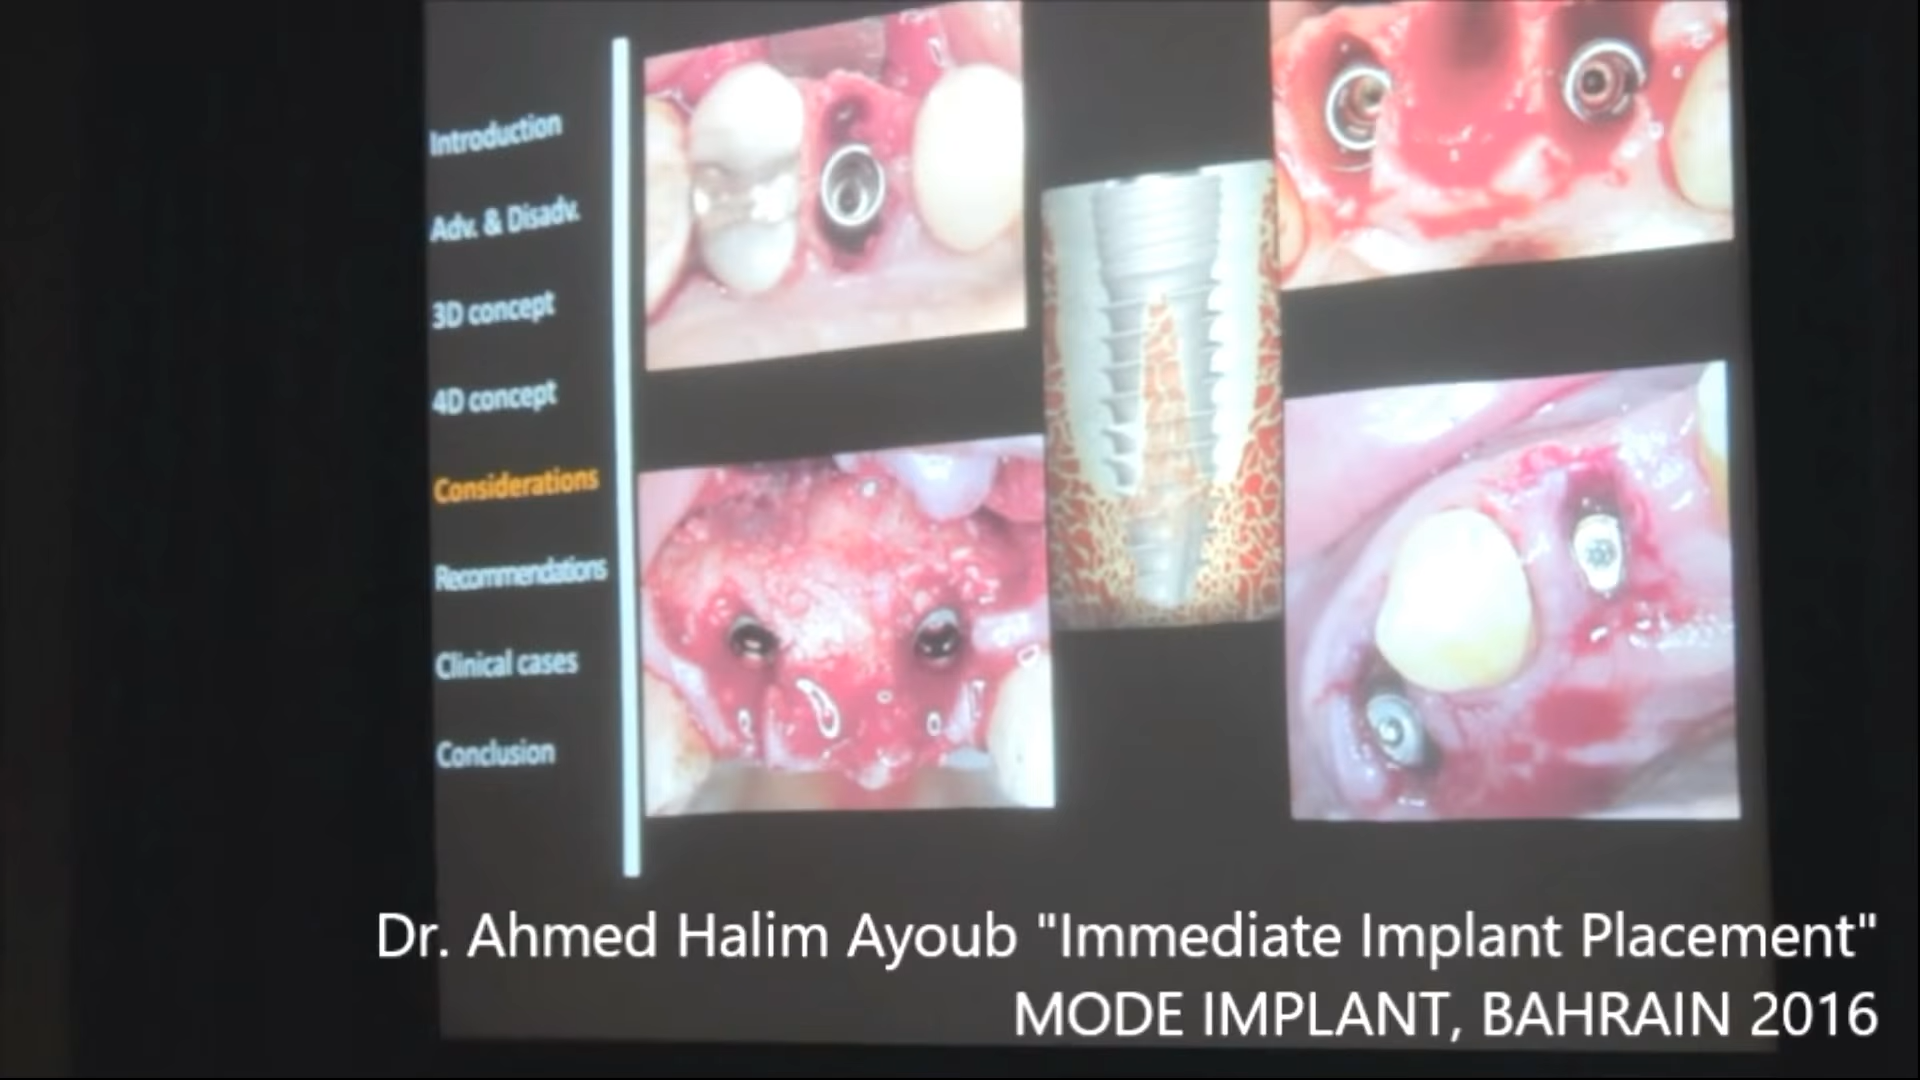 Introduction
Adv. & Disadv.
3D concept
4D concept
Considerations
Recommendations
Clinical cases
Conclusion
Dr. Ahmed Halim Ayoub "Immediate Implant Placement"
MODE IMPLANT, BAHRAIN 2016